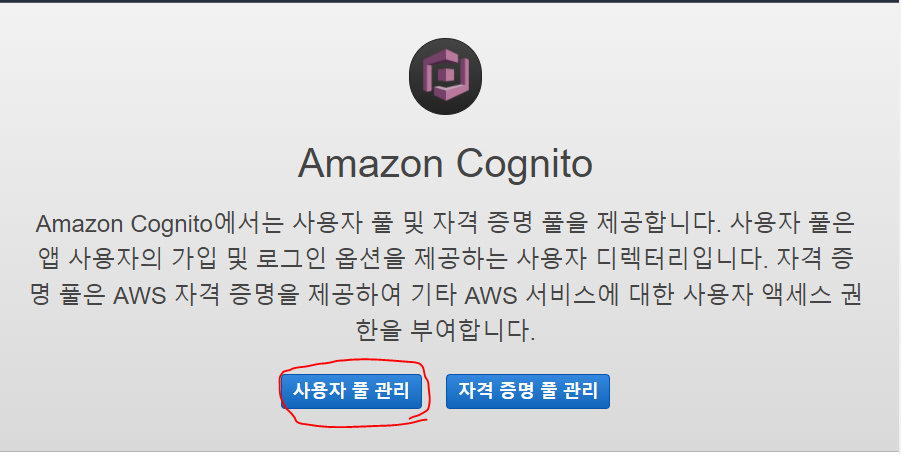 Amazon Cognito
Amazon Cognito에서는 사용자 풀 및 자격 증명 풀을 제공합니다. 사용자 풀은
앱 사용자의 가입 및 로그인 옵션을 제공하는 사용자 디렉터리입니다. 자격 증
명 풀은 AWS 자격 증명을 제공하여 기타 AWS 서비스에 대한 사용자 액세스 권
한을 부여합니다.
사용자 풀 관리 자격 증명 풀 관리